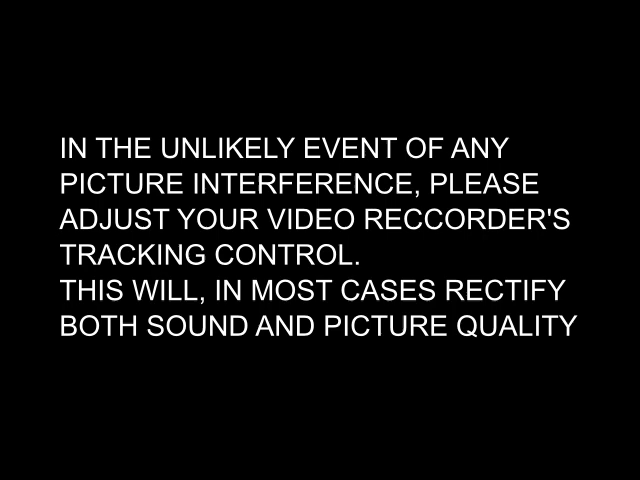 IN THE UNLIKELY EVENT OF ANY
PICTURE INTERFERENCE, PLEASE
ADJUST YOUR VIDEO RECCORDER'S
TRACKING CONTROL.
THIS WILL, IN MOST CASES RECTIFY
BOTH SOUND AND PICTURE QUALITY